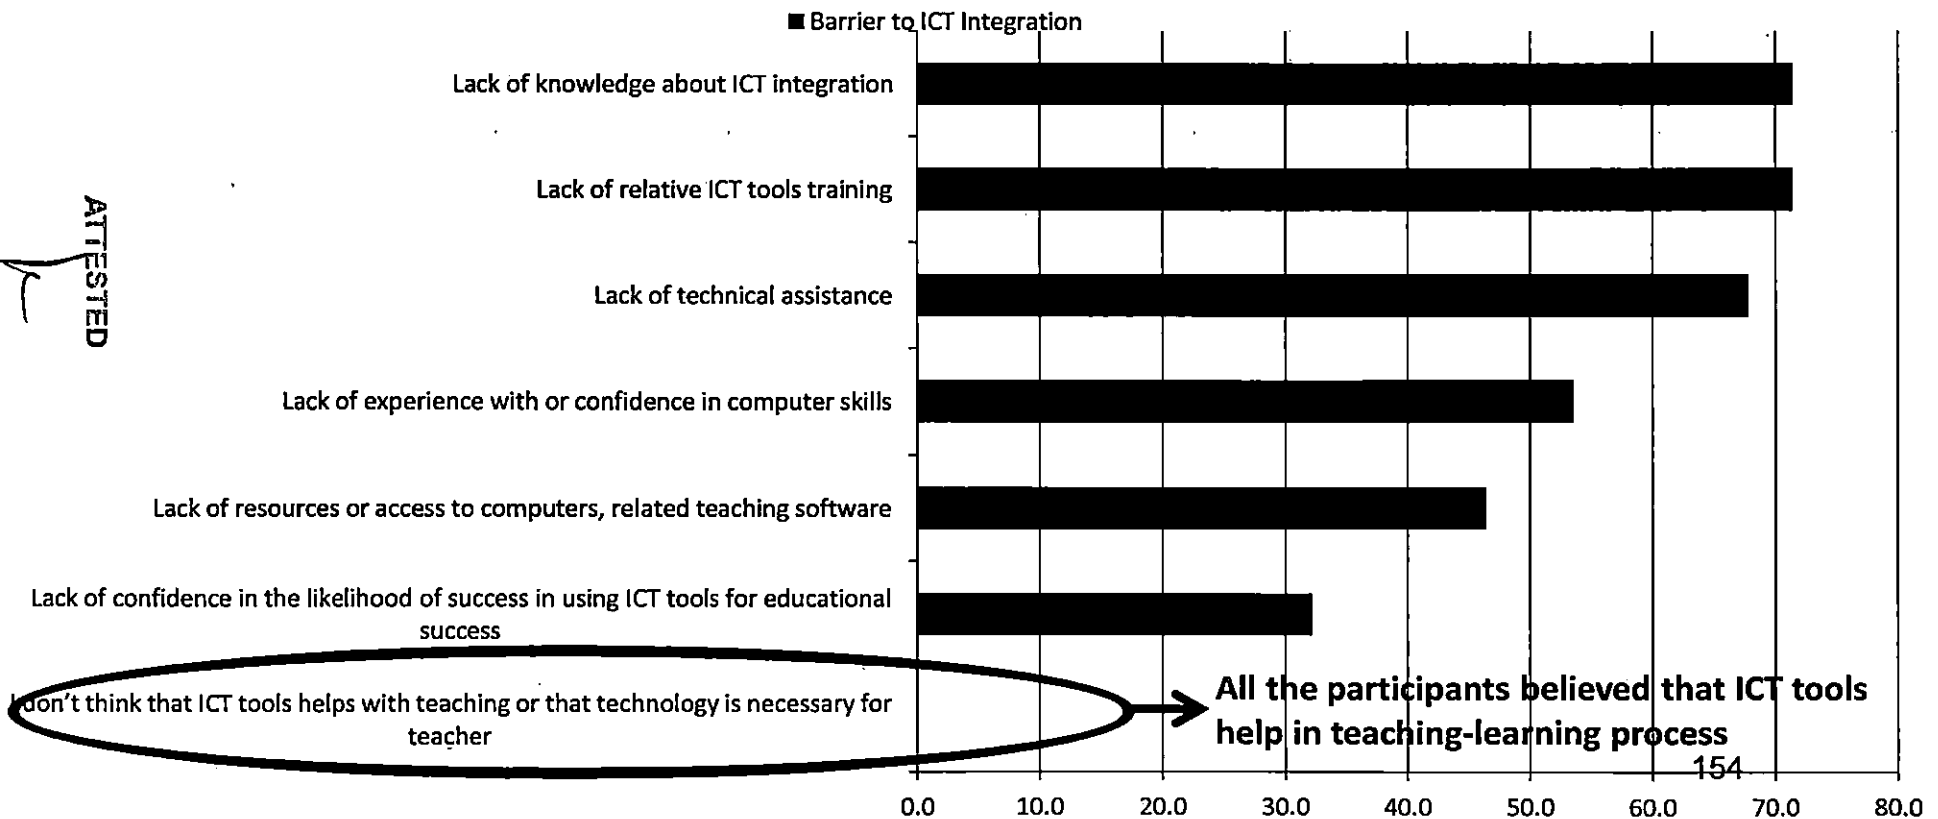 Barrier to ICT Integration
Lack of knowledge about ICT integration
Lack of relative ICT tools training
Lack of technical assistance
Lack of experience with or confidence in computer skills
Lack of resources or access to computers, related teaching software
Lack of confidence in the likelihood of success in using ICT tools for educational
success
I don't think that ICT tools helps with teaching or that technology is necessary for
teacher
All the participants believed that ICT tools
help in teaching-learning process
154
0.0 10.0 20.0 30.0 40.0 50.0 60.0 70.0 80.0
ATTESTED